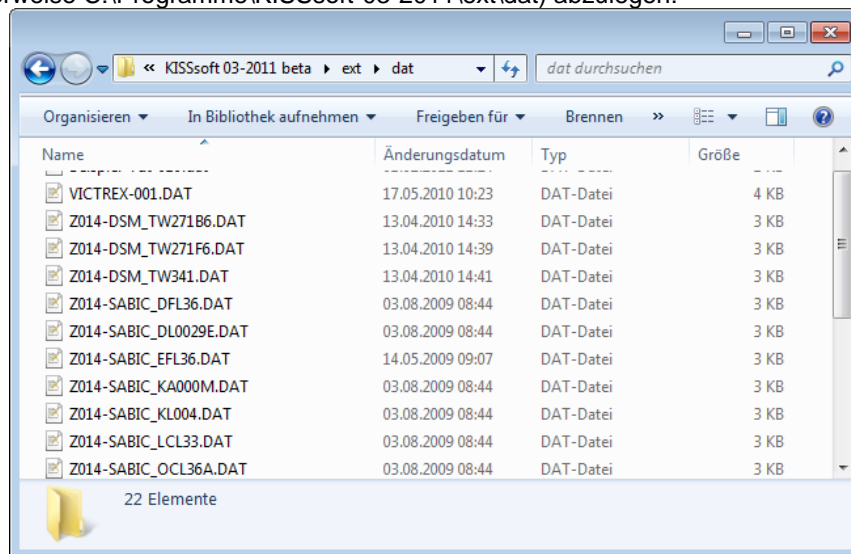 C:\Programme\KISSsoft 03-2011\ext\dat) abzulegen.
« KISSsoft 03-2011 beta ▸ ext ▸ dat
dat durchsuchen
Organisieren In Bibliothek aufnehmen Freigeben für Brennen »
Name Änderungsdatum Typ Größe
VICTREX-001.DAT 17.05.2010 10:23 DAT-Datei 4 KB
Z014-DSM_TW271B6.DAT 13.04.2010 14:33 DAT-Datei 3 KB
Z014-DSM_TW271F6.DAT 13.04.2010 14:39 DAT-Datei 3 KB
Z014-DSM_TW341.DAT 13.04.2010 14:41 DAT-Datei 3 KB
Z014-SABIC_DFL36.DAT 03.08.2009 08:44 DAT-Datei 3 KB
Z014-SABIC_DL0029E.DAT 03.08.2009 08:44 DAT-Datei 3 KB
Z014-SABIC_EFL36.DAT 14.05.2009 09:07 DAT-Datei 3 KB
Z014-SABIC_KA000M.DAT 03.08.2009 08:44 DAT-Datei 3 KB
Z014-SABIC_KL004.DAT 03.08.2009 08:44 DAT-Datei 3 KB
Z014-SABIC_LCL33.DAT 03.08.2009 08:44 DAT-Datei 3 KB
Z014-SABIC_OCL36A.DAT 03.08.2009 08:44 DAT-Datei 3 KB
22 Elemente